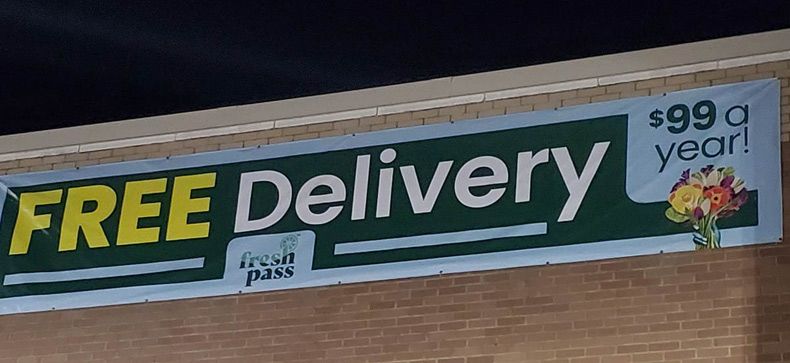 FREE Delivery
$99 a
year!
fresh
pass